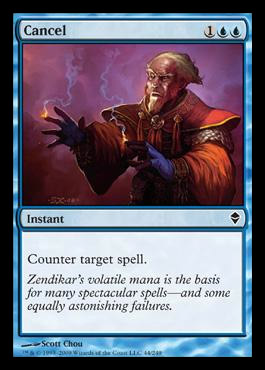 Cancel 1
Instant
Counter target spell.
Zendikar's volatile mana is the basis
for many spectacular spells—and some
equally astonishing failures.
Scott Chou
™ & © 1993–2009 Wizards of the Coast LLC 44/249